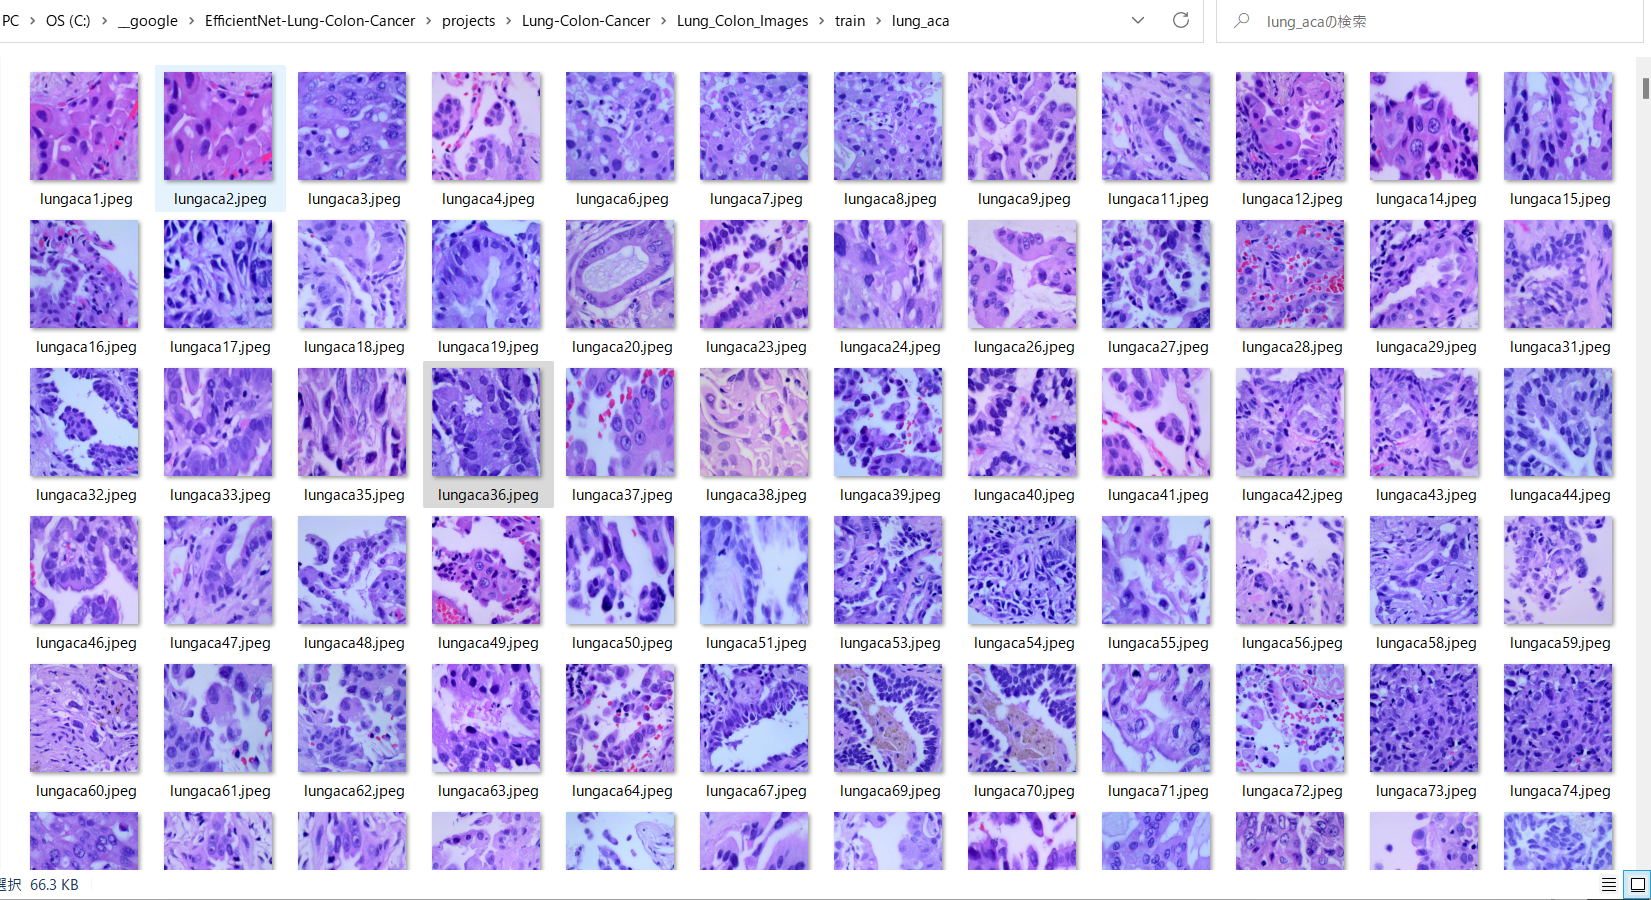 PC > OS (C:) > __google > EfficientNet-Lung-Colon-Cancer > projects > Lung-Colon-Cancer > Lung_Colon_Images > train > lung_aca
lung_acaの検索
lungaca1.jpeg lungaca2.jpeg lungaca3.jpeg lungaca4.jpeg lungaca6.jpeg lungaca7.jpeg lungaca8.jpeg lungaca9.jpeg lungaca11.jpeg lungaca12.jpeg lungaca14.jpeg lungaca15.jpeg
lungaca16.jpeg lungaca17.jpeg lungaca18.jpeg lungaca19.jpeg lungaca20.jpeg lungaca23.jpeg lungaca24.jpeg lungaca26.jpeg lungaca27.jpeg lungaca28.jpeg lungaca29.jpeg lungaca31.jpeg
lungaca32.jpeg lungaca33.jpeg lungaca35.jpeg lungaca36.jpeg lungaca37.jpeg lungaca38.jpeg lungaca39.jpeg lungaca40.jpeg lungaca41.jpeg lungaca42.jpeg lungaca43.jpeg lungaca44.jpeg
lungaca46.jpeg lungaca47.jpeg lungaca48.jpeg lungaca49.jpeg lungaca50.jpeg lungaca51.jpeg lungaca53.jpeg lungaca54.jpeg lungaca55.jpeg lungaca56.jpeg lungaca58.jpeg lungaca59.jpeg
lungaca60.jpeg lungaca61.jpeg lungaca62.jpeg lungaca63.jpeg lungaca64.jpeg lungaca67.jpeg lungaca69.jpeg lungaca70.jpeg lungaca71.jpeg lungaca72.jpeg lungaca73.jpeg lungaca74.jpeg
選択 66.3 KB